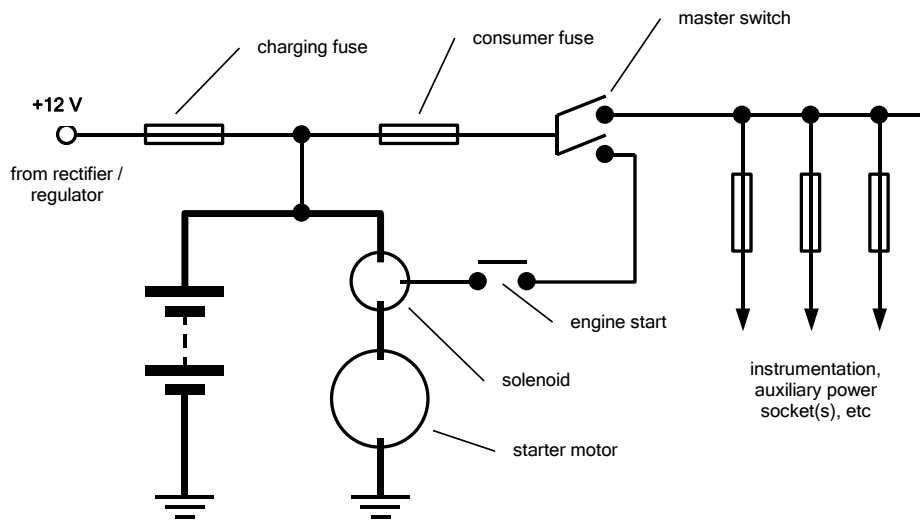 master switch
consumer fuse
charging fuse
+12 V
from rectifier /
regulator
engine start
solenoid
starter motor
instrumentation,
auxiliary power
socket(s), etc